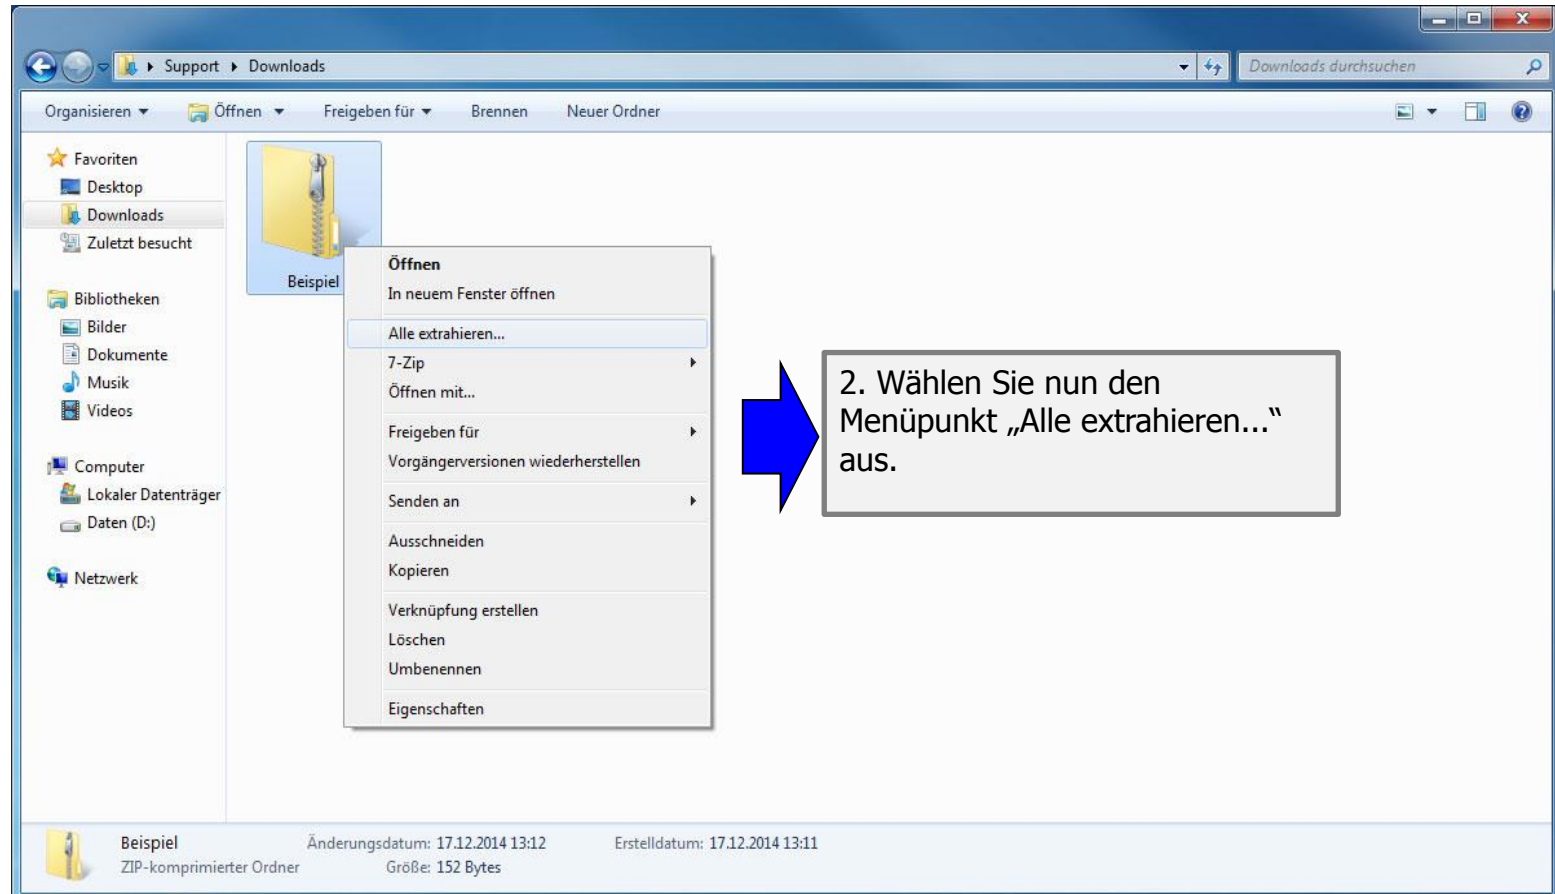 Support Downloads
Downloads durchsuchen
Organisieren Öffnen Freigeben für Brennen Neuer Ordner
Favoriten
Desktop
Downloads
Zuletzt besucht
Bibliotheken
Bilder
Dokumente
Musik
Videos
Computer
Lokaler Datenträger
Daten (D:)
Netzwerk
Beispiel
Öffnen
In neuem Fenster öffnen
Alle extrahieren...
7-Zip
Öffnen mit...
Freigeben für
Vorgängerversionen wiederherstellen
Senden an
Ausschneiden
Kopieren
Verknüpfung erstellen
Löschen
Umbenennen
Eigenschaften
2. Wählen Sie nun den
Menüpunkt „Alle extrahieren...“
aus.
Beispiel Änderungsdatum: 17.12.2014 13:12 Erstelldatum: 17.12.2014 13:11
ZIP-komprimierter Ordner Größe: 152 Bytes